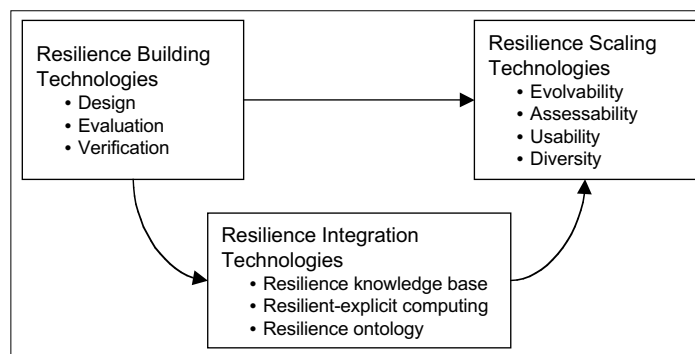 Resilience Building
Technologies
• Design
• Evaluation
• Verification
Resilience Scaling
Technologies
• Evolvability
• Assessability
• Usability
• Diversity
Resilience Integration
Technologies
• Resilience knowledge base
• Resilient-explicit computing
• Resilience ontology